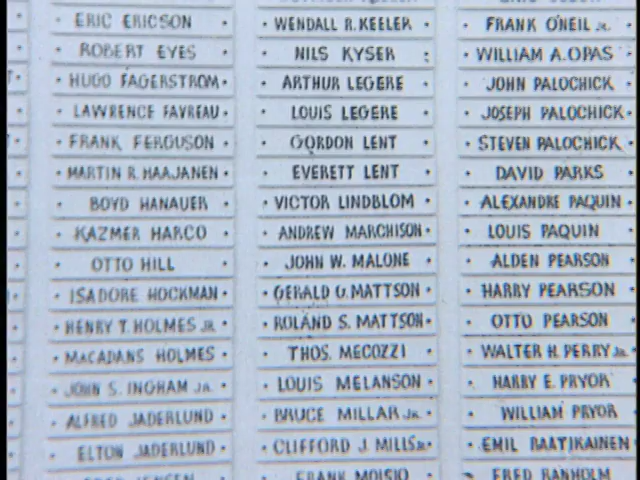 ERIC ERICSON
ROBERT EYES
HUGO FAGERSTROM
LAWRENCE FAVREAU
FRANK FERGUSON
MARTIN R. HAAJANEN
BOYD HANAUER
KAZMER HARCO
OTTO HILL
ISADORE HOCKMAN
HENRY T. HOLMES JR.
MACADANS HOLMES
JOHN S. INGHAM JR.
ALFRED JADERLUND
ELTON JADERLUND
WENDALL R. KEELER
NILS KYSER
ARTHUR LEGERE
LOUIS LEGERE
GORDON LENT
EVERETT LENT
VICTOR LINDBLOM
ANDREW MARCHISON
JOHN W. MALONE
GERALD G. MATTSON
ROLAND S. MATTSON
THOS. MECOZZI
LOUIS MELANSON
BRUCE MILLAR JR.
CLIFFORD J. MILLS JR.
FRANK MOISIO
FRANK O'NEIL JR.
WILLIAM A. OPAS
JOHN PALOCHICK
JOSEPH PALOCHICK
STEVEN PALOCHICK
DAVID PARKS
ALEXANDRE PAQUIN
LOUIS PAQUIN
ALDEN PEARSON
HARRY PEARSON
OTTO PEARSON
WALTER H. PERRY JR.
HARRY E. PRYOR
WILLIAM PRYOR
EMIL RAATIKAINEN
FRED RANHOLM